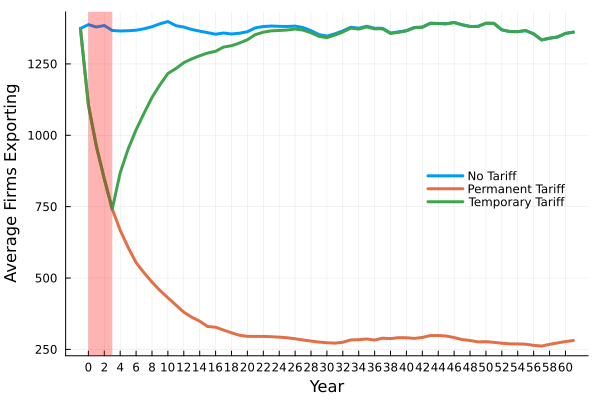 1250
1000
750
500
250
Average Firms Exporting
No Tariff
Permanent Tariff
Temporary Tariff
0 2 4 6 8 10 12 14 16 18 20 22 24 26 28 30 32 34 36 38 40 42 44 46 48 50 52 54 56 58 60
Year